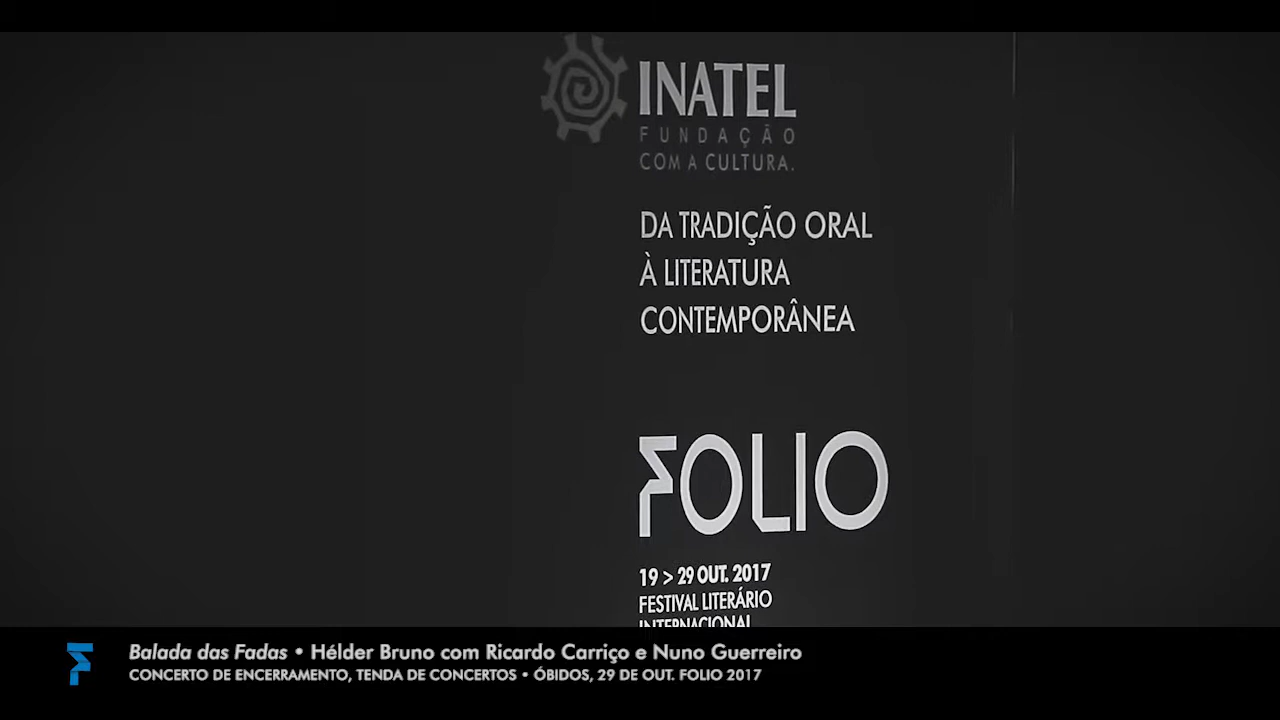 INATEL
FUNDAÇÃO
COM A CULTURA.
DA TRADIÇÃO ORAL
À LITERATURA
CONTEMPORÂNEA
FOLIO
19 > 29 OUT. 2017
FESTIVAL LITERÁRIO
INTERNACIONAL
Balada das Fadas • Hélder Bruno com Ricardo Carriço e Nuno Guerreiro
CONCERTO DE ENCERRAMENTO, TENDA DE CONCERTOS • ÓBIDOS, 29 DE OUT. FOLIO 2017